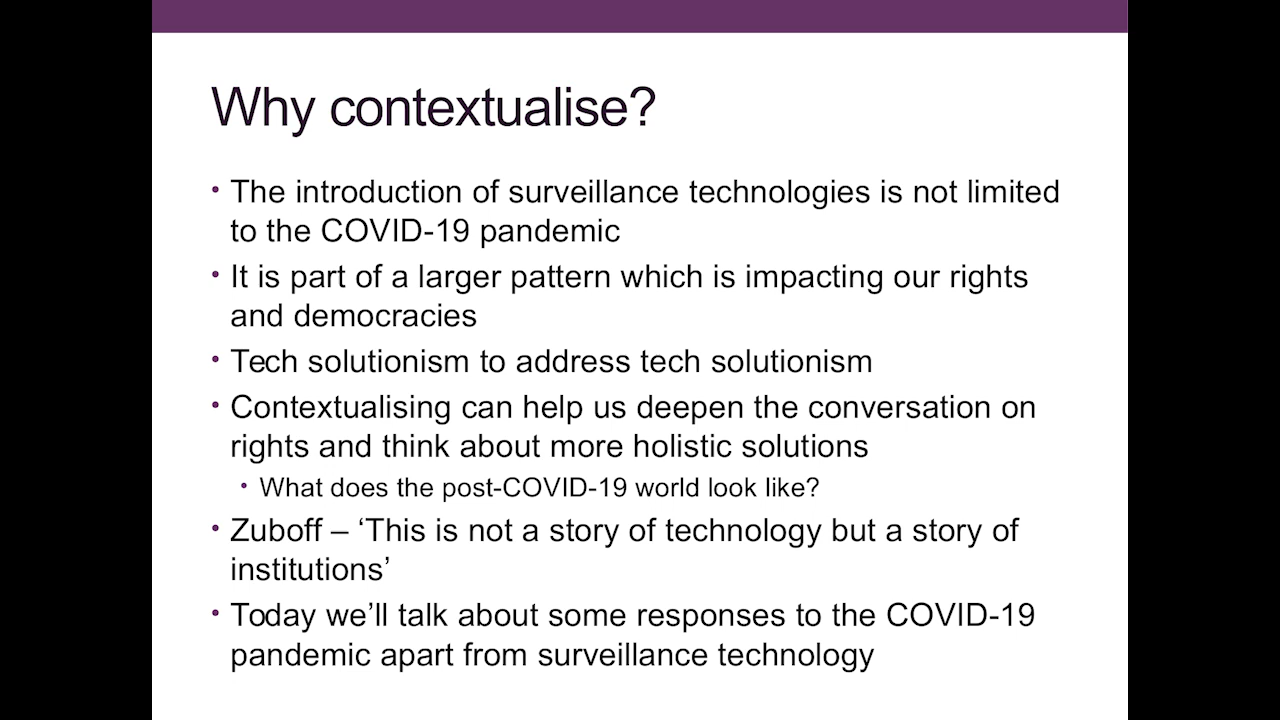 Why contextualise?
• The introduction of surveillance technologies is not limited
to the COVID-19 pandemic
• It is part of a larger pattern which is impacting our rights
and democracies
• Tech solutionism to address tech solutionism
• Contextualising can help us deepen the conversation on
rights and think about more holistic solutions
• What does the post-COVID-19 world look like?
• Zuboff – ‘This is not a story of technology but a story of
institutions’
• Today we’ll talk about some responses to the COVID-19
pandemic apart from surveillance technology